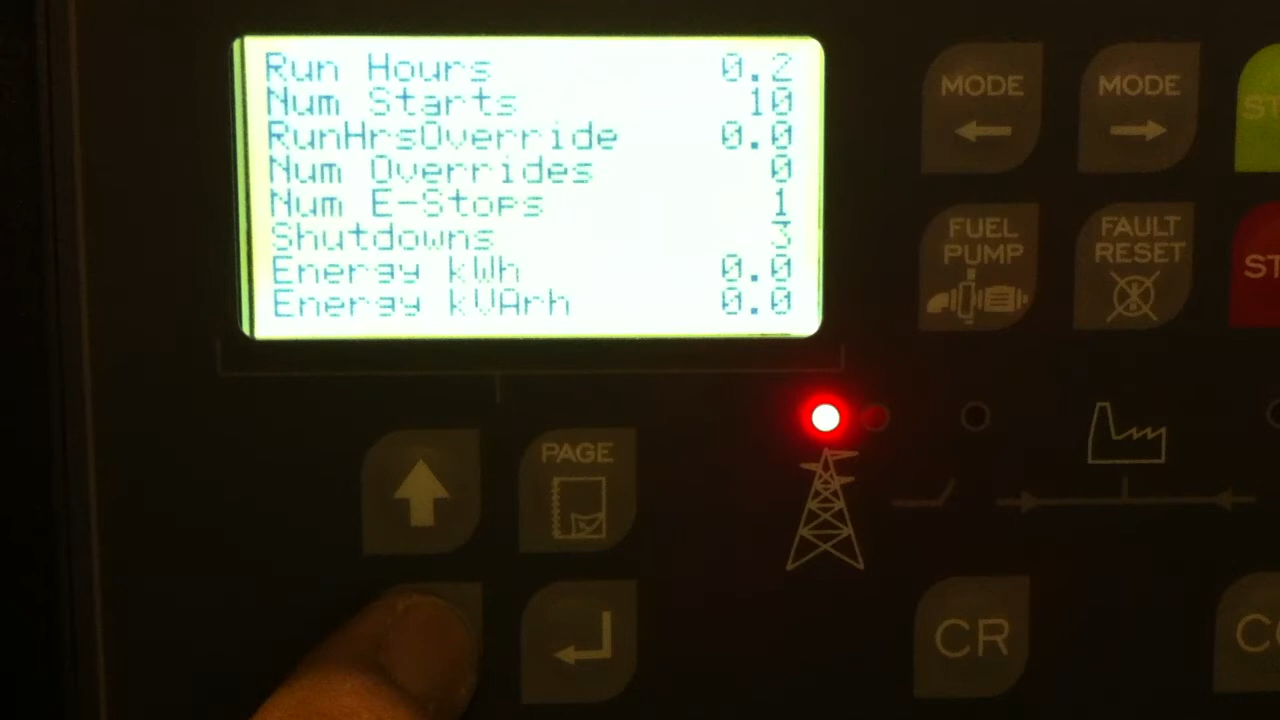 Run Hours 0.2
Num Starts 10
RunHrsOverride 0.0
Num Overrides 0
Num E-Stops 1
Shutdowns 3
Energy kWh 0.0
Energy kVArh 0.0
MODE
MODE
FUEL
PUMP
FAULT
RESET
PAGE
CR